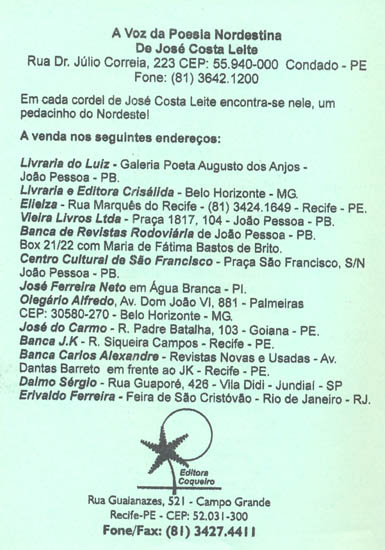 A Voz da Poesia Nordestina
De José Costa Leite
Rua Dr. Júlio Correia, 223 CEP: 55.940-000 Condado - PE
Fone: (81) 3642.1200
Em cada cordel de José Costa Leite encontra-se nele, um
pedacinho do Nordeste!
A venda nos seguintes endereços:
Livraria do Luiz - Galeria Poeta Augusto dos Anjos -
João Pessoa - PB.
Livraria e Editora Crisálida - Belo Horizonte - MG.
Elielza - Rua Marquês do Recife - (81) 3424.1649 - Recife - PE.
Vieira Livros Ltda - Praça 1817, 104 - João Pessoa - PB.
Banca de Revistas Rodoviária de João Pessoa - PB.
Box 21/22 com Maria de Fátima Bastos de Brito.
Centro Cultural de São Francisco - Praça São Francisco, S/N
João Pessoa - PB.
José Ferreira Neto em Água Branca - PI.
Olegário Alfredo, Av. Dom João VI, 881 - Palmeiras
CEP: 30580-270 - Belo Horizonte - MG.
José do Carmo - R. Padre Batalha, 103 - Goiana - PE.
Banca J.K - R. Siqueira Campos - Recife - PE.
Banca Carlos Alexandre - Revistas Novas e Usadas - Av.
Dantas Barreto em frente ao JK - Recife - PE.
Dalmo Sérgio - Rua Guaporé, 426 - Vila Didi - Jundiaí - SP
Erivaldo Ferreira - Feira de São Cristóvão - Rio de Janeiro - RJ.
Editora
Coqueiro
Rua Guaianazes, 521 - Campo Grande
Recife-PE - CEP: 52.031-300
Fone/Fax: (81) 3427.4411